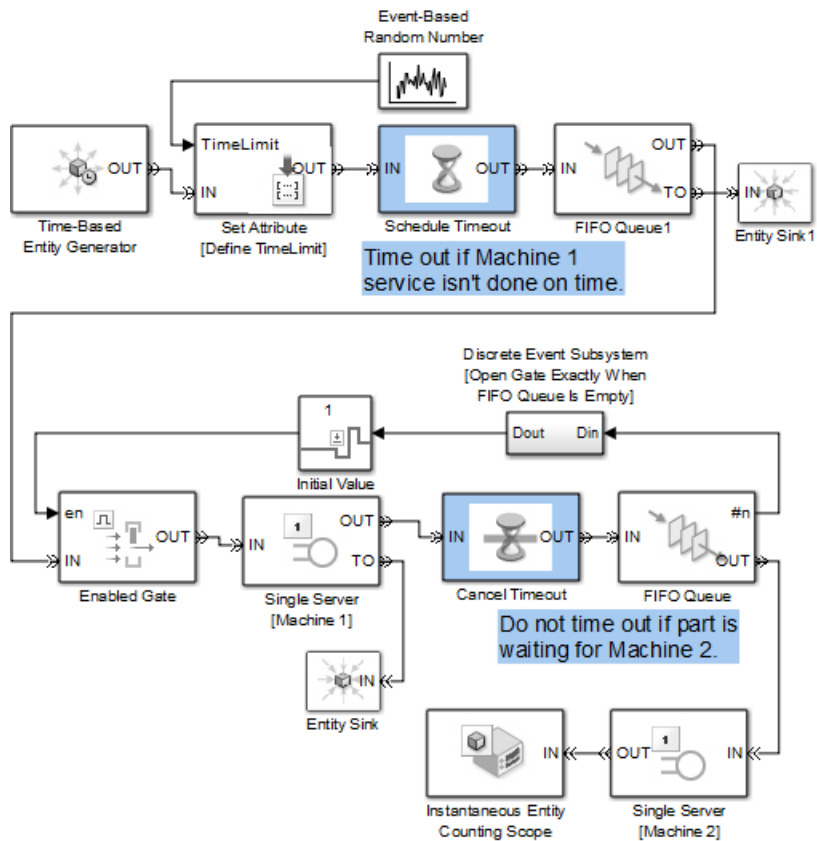 Event-Based
Random Number
TimeLimit
OUT
IN
OUT
IN
OUT
IN
OUT
TO
IN
Time-Based
Entity Generator
Set Attribute
[Define TimeLimit]
Schedule Timeout
FIFO Queue1
Entity Sink1
Time out if Machine 1
service isn't done on time.
Discrete Event Subsystem
[Open Gate Exactly When
FIFO Queue Is Empty]
1
Dout
Din
Initial Value
en
IN
OUT
1
IN
OUT
TO
IN
OUT
IN
#n
OUT
Enabled Gate
Single Server
[Machine 1]
Cancel Timeout
FIFO Queue
Do not time out if part is
waiting for Machine 2.
IN
Entity Sink
IN
OUT
1
IN
Instantaneous Entity
Counting Scope
Single Server
[Machine 2]